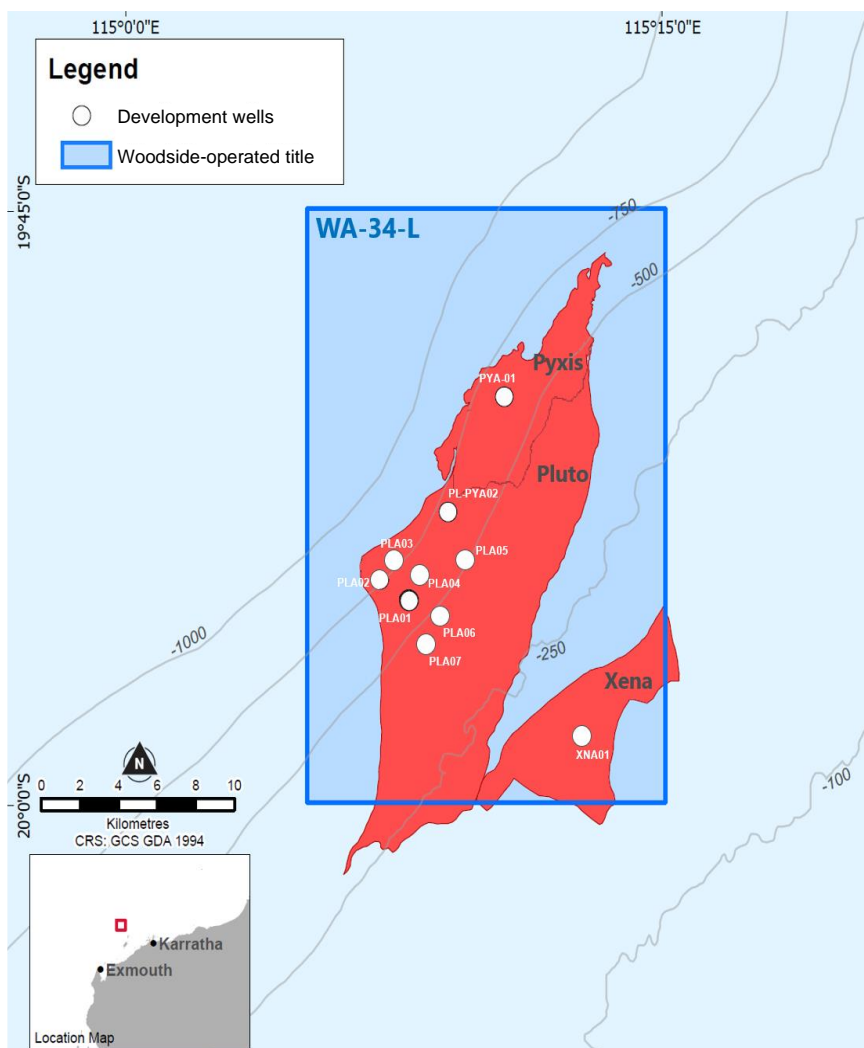 115°0'0"E
115°15'0"E
Legend
Development wells
Woodside-operated title
19°45'0"S
WA-34-L
-750
-500
Pyxis
PYA-01
Pluto
PL-PYA02
PLA03
PLA05
PLA02
PLA04
PLA01
PLA06
-1000
PLA07
-250
Xena
XNA01
N
-100
0 2 4 6 8 10
20°0'0"S
Kilometres
CRS: GCS GDA 1994
Karratha
Exmouth
Location Map